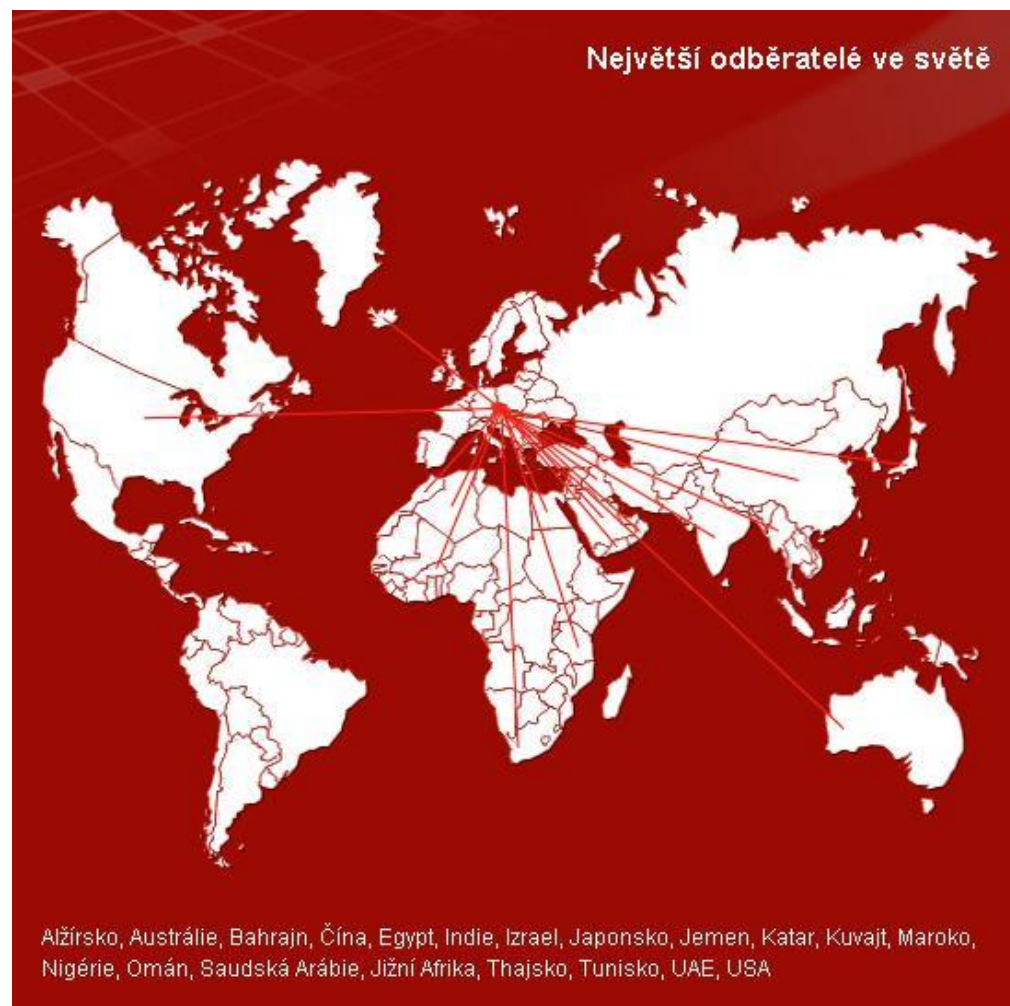 Největší odběratelé ve světě
Alžírsko, Austrálie, Bahrajn, Čína, Egypt, Indie, Izrael, Japonsko, Jemen, Katar, Kuvajt, Maroko,
Nigérie, Omán, Saudská Arábie, Jižní Afrika, Thajsko, Tunisko, UAE, USA